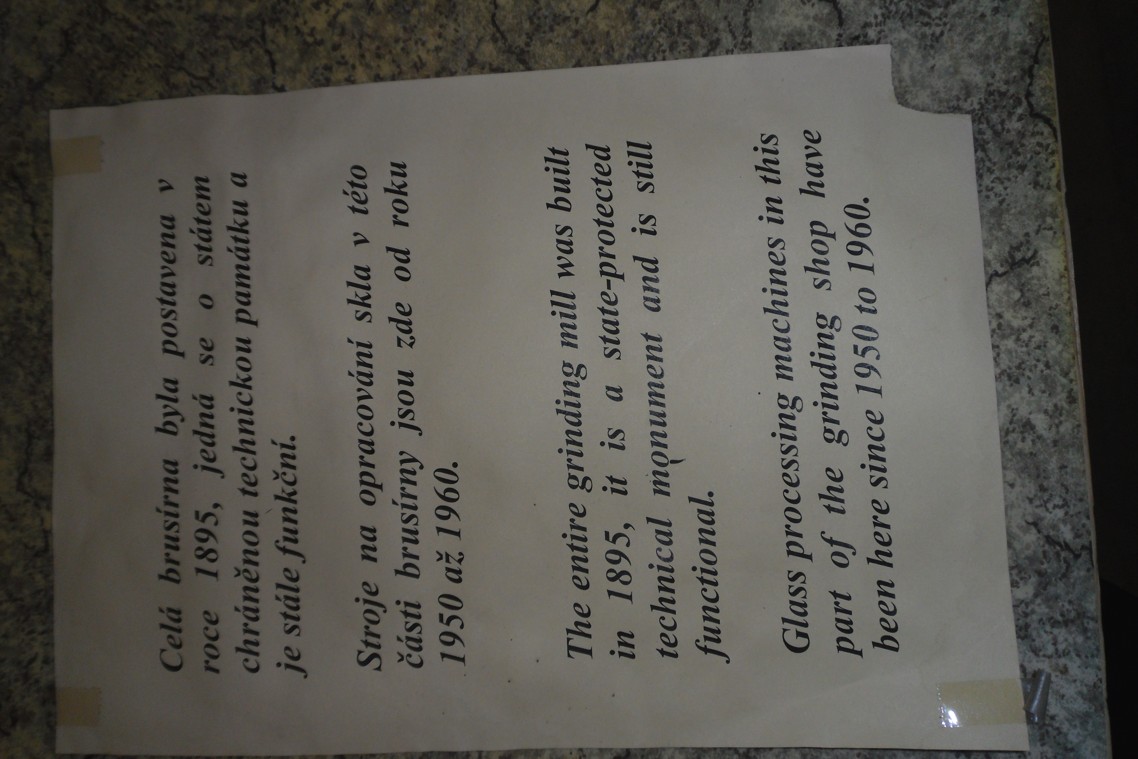 Celá brusírna byla postavena v
roce 1895, jedná se o státem
chráněnou technickou památku a
je stále funkční.
Stroje na opracování skla v této
části brusírny jsou zde od roku
1950 až 1960.
The entire grinding mill was built
in 1895, it is a state-protected
technical monument and is still
functional.
Glass processing machines in this
part of the grinding shop have
been here since 1950 to 1960.